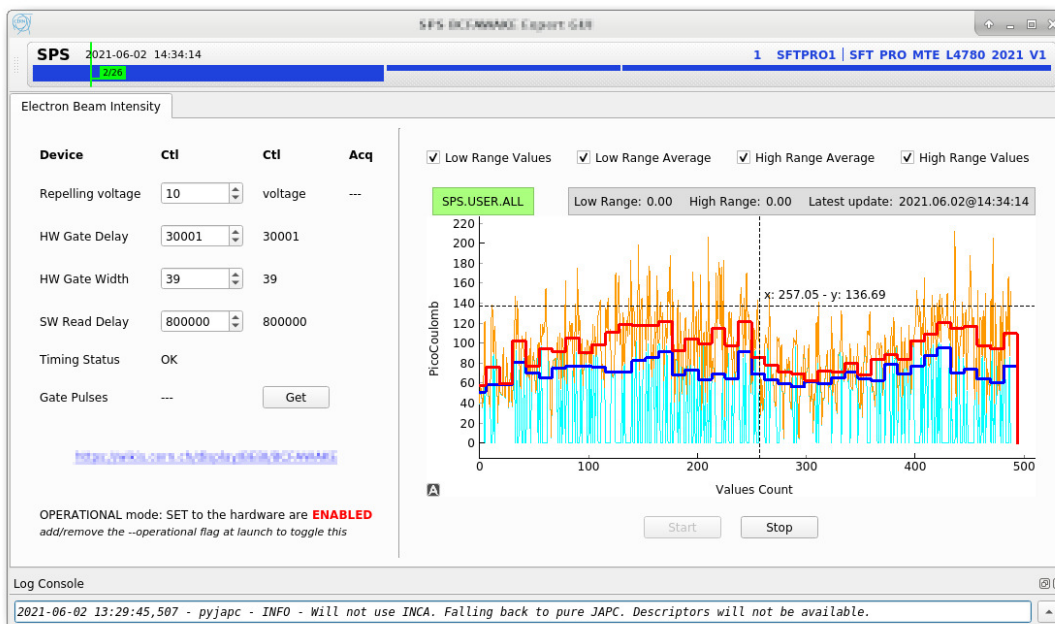 SPS BCFAWAKE Expert GUI
SPS 2021-06-02 14:34:14 1 SFTPRO1 | SFT PRO MTE L4780 2021 V1
2/26
Electron Beam Intensity
Device Ctl Ctl Acq
Repelling voltage 10 voltage ---
HW Gate Delay 30001 30001
HW Gate Width 39 39
SW Read Delay 800000 800000
Timing Status OK
Gate Pulses --- Get
OPERATIONAL mode: SET to the hardware are ENABLED
add/remove the --operational flag at launch to toggle this
Low Range Values Low Range Average High Range Average High Range Values
SPS.USER.ALL Low Range: 0.00 High Range: 0.00 Latest update: 2021.06.02@14:34:14
220
200
180
160
140
120
100
80
60
40
20
0
PicoCoulomb
x: 257.05 - y: 136.69
0 100 200 300 400 500
Values Count
A
Start Stop
Log Console
2021-06-02 13:29:45,507 - pyjapc - INFO - Will not use INCA. Falling back to pure JAPC. Descriptors will not be available.